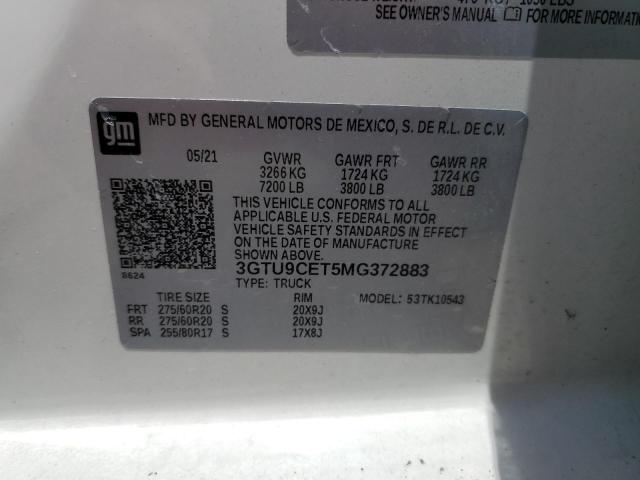 SEE OWNER'S MANUAL FOR MORE INFORMATION
gm
MFD BY GENERAL MOTORS DE MEXICO, S. DE R.L. DE C.V.
05/21 GVWR GAWR FRT GAWR RR
3266 KG 1724 KG 1724 KG
7200 LB 3800 LB 3800 LB
THIS VEHICLE CONFORMS TO ALL
APPLICABLE U.S. FEDERAL MOTOR
VEHICLE SAFETY STANDARDS IN EFFECT
ON THE DATE OF MANUFACTURE
SHOWN ABOVE.
8624
3GTU9CET5MG372883
TYPE: TRUCK
TIRE SIZE RIM MODEL: 53TK10543
FRT 275/60R20 S 20X9J
RR 275/60R20 S 20X9J
SPA 255/80R17 S 17X8J